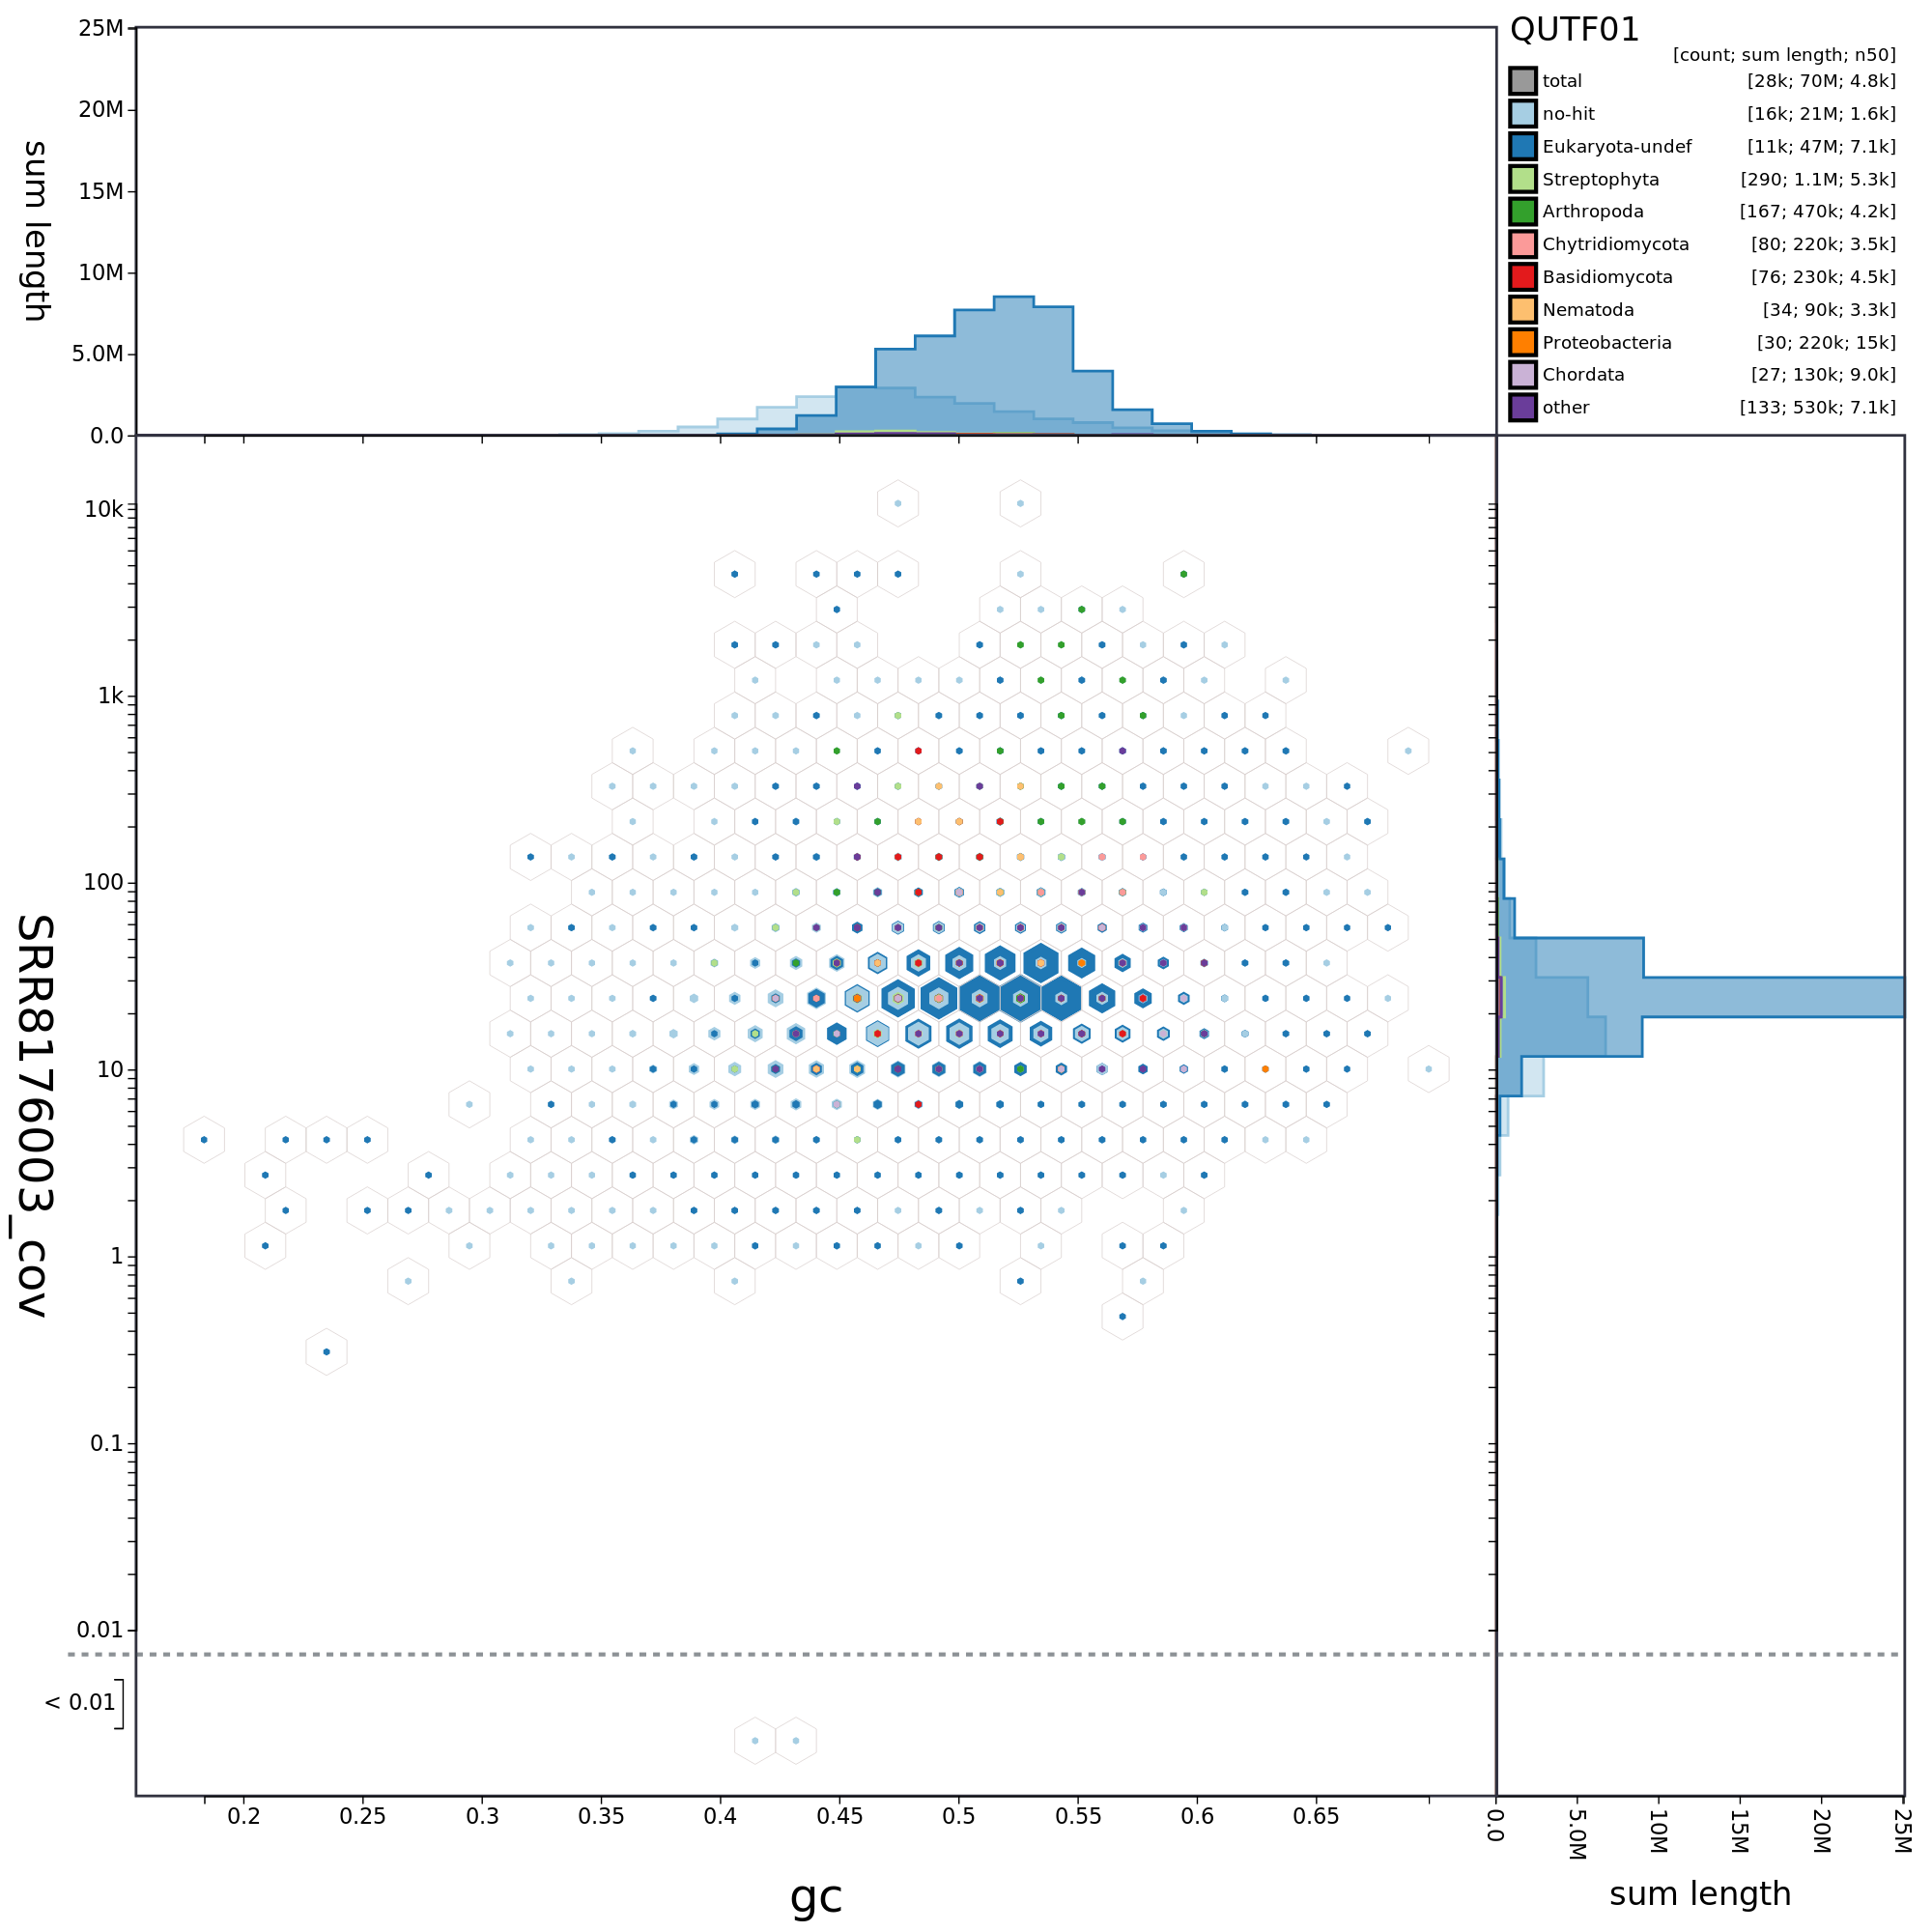 QUTF01
[count; sum length; n50]
total [28k; 70M; 4.8k]
no-hit [16k; 21M; 1.6k]
Eukaryota-undef [11k; 47M; 7.1k]
Streptophyta [290; 1.1M; 5.3k]
Arthropoda [167; 470k; 4.2k]
Chytridiomycota [80; 220k; 3.5k]
Basidiomycota [76; 230k; 4.5k]
Nematoda [34; 90k; 3.3k]
Proteobacteria [30; 220k; 15k]
Chordata [27; 130k; 9.0k]
other [133; 530k; 7.1k]
sum length
25M
20M
15M
10M
5.0M
0.0
SRR8176003_cov
10k
1k
100
10
1
0.1
0.01
< 0.01
0.2 0.25 0.3 0.35 0.4 0.45 0.5 0.55 0.6 0.65
gc
0.0 5.0M 10M 15M 20M 25M
sum length